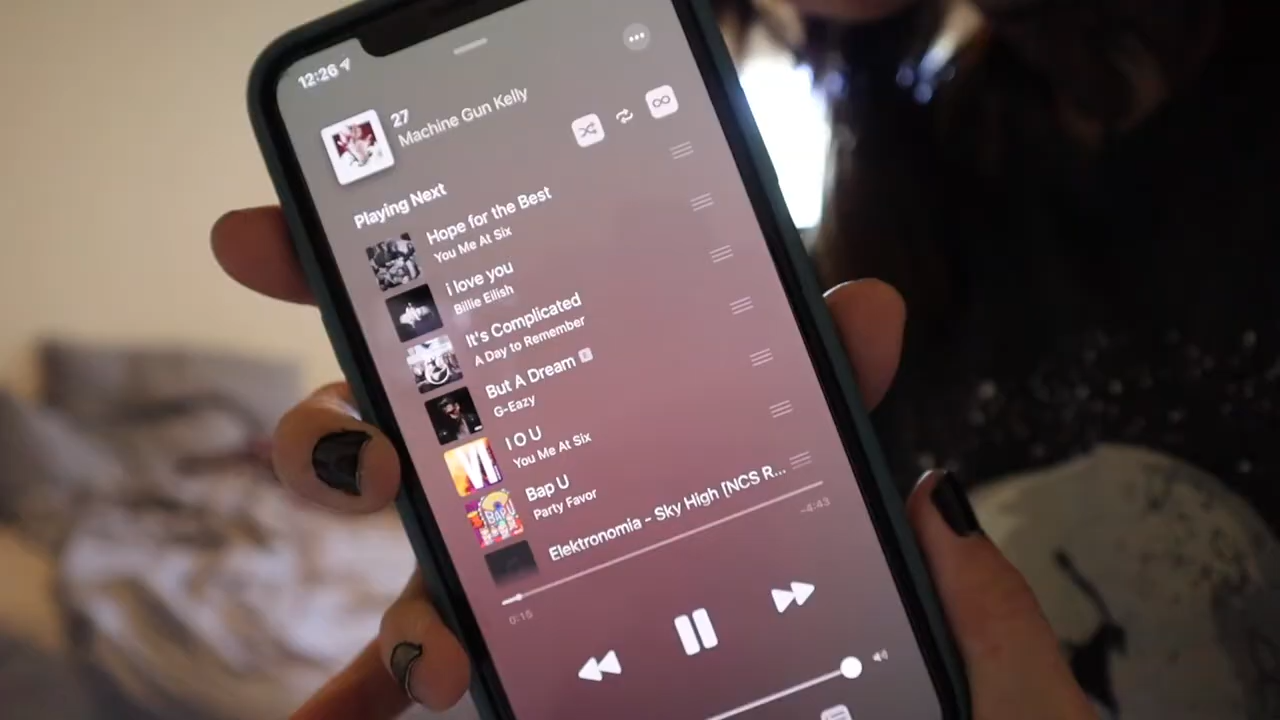 12:26
27
Machine Gun Kelly
Playing Next
Hope for the Best
You Me At Six
i love you
Billie Eilish
It's Complicated
A Day to Remember
But A Dream E
G-Eazy
VI
I O U
You Me At Six
BAP U
Bap U
Party Favor
Elektronomia - Sky High [NCS R...
0:15
-4:43